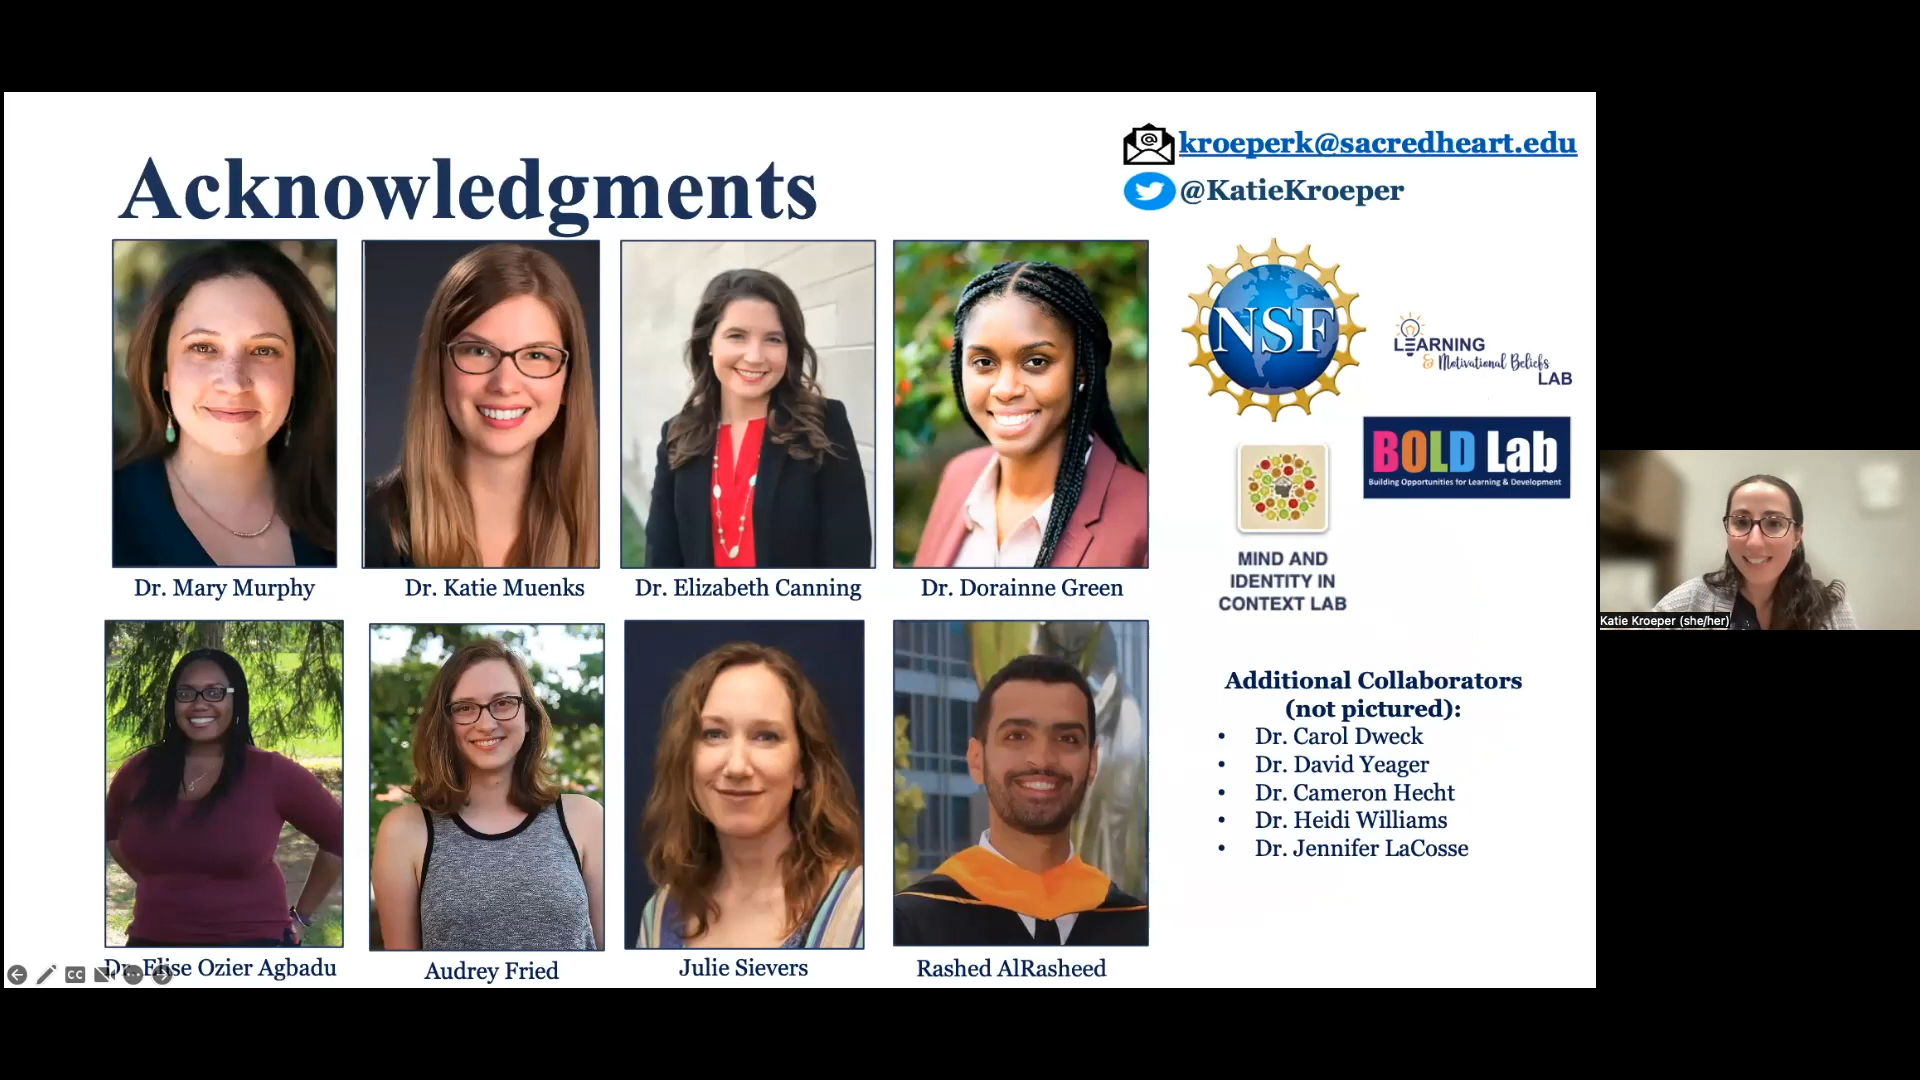 kroeperk@sacredheart.edu
@KatieKroeper
Acknowledgments
Dr. Mary Murphy
Dr. Katie Muenks
Dr. Elizabeth Canning
Dr. Dorainne Green
Dr. Elise Ozier Agbadu
Audrey Fried
Julie Sievers
Rashed AlRasheed
NSF
LEARNING
& Motivational Beliefs
LAB
BOLD Lab
Building Opportunities for Learning & Development
MIND AND
IDENTITY IN
CONTEXT LAB
Additional Collaborators
(not pictured):
• Dr. Carol Dweck
• Dr. David Yeager
• Dr. Cameron Hecht
• Dr. Heidi Williams
• Dr. Jennifer LaCosse
CC
Katie Kroeper (she/her)